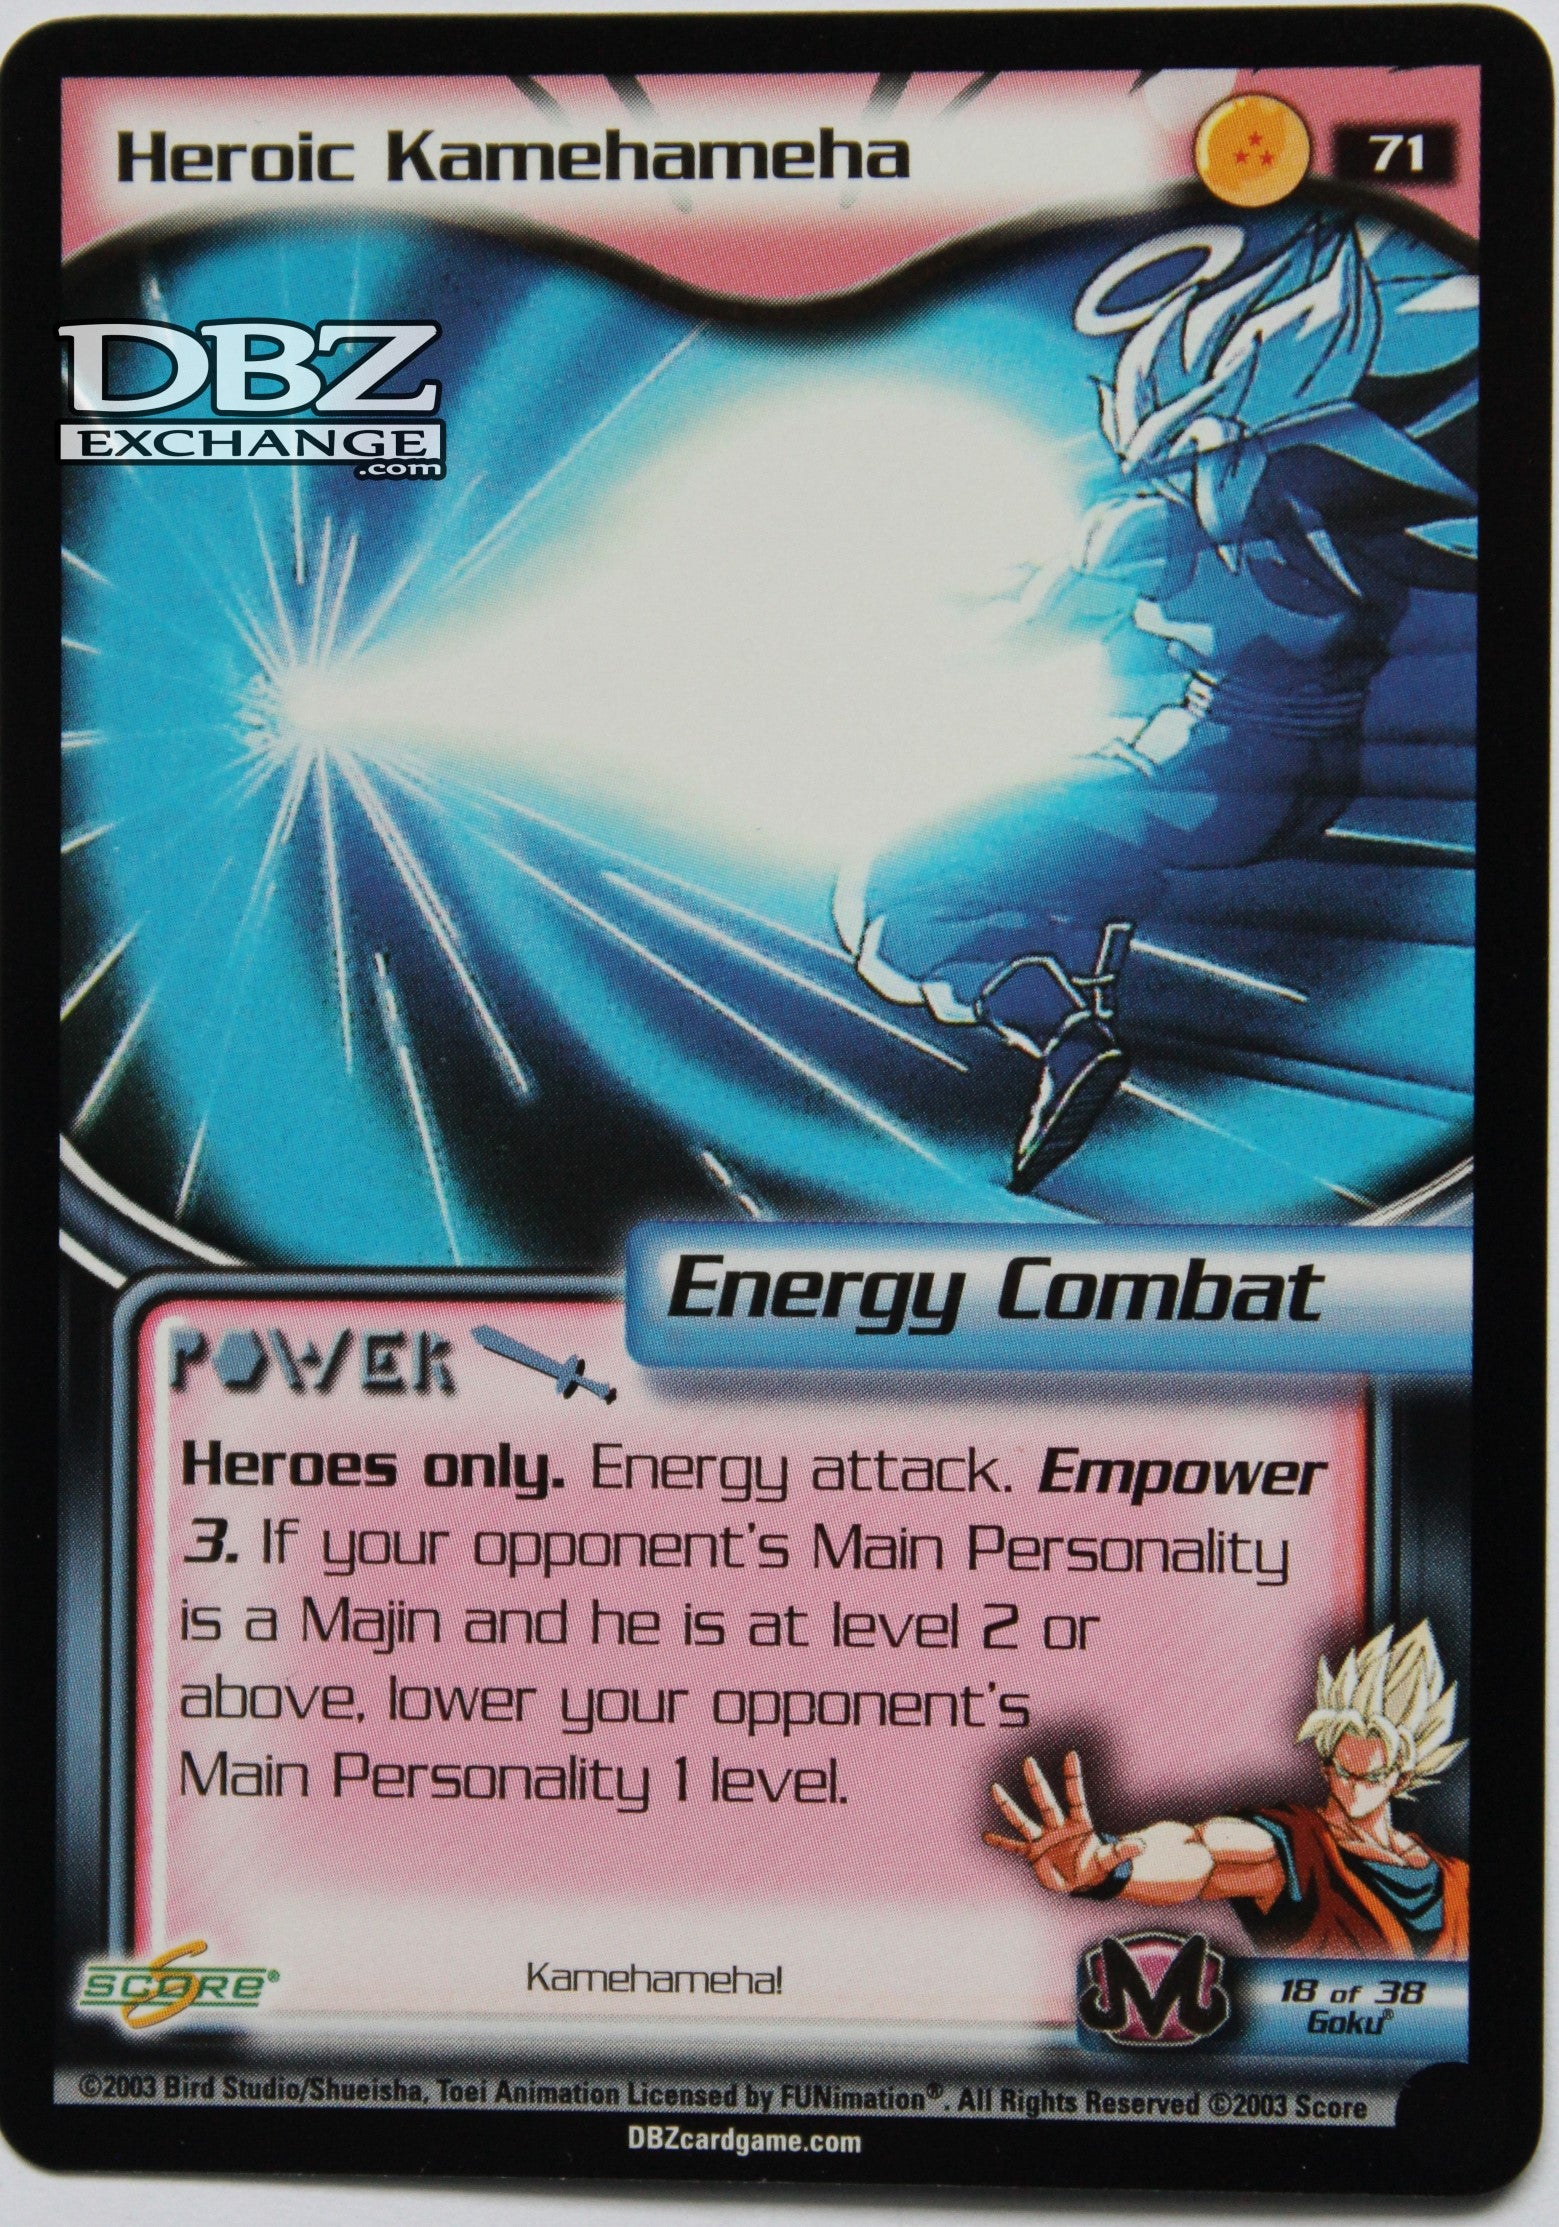 Heroic Kamehameha
71
DBZ
EXCHANGE
.com
Energy Combat
POWER
Heroes only. Energy attack. Empower
3. If your opponent's Main Personality
is a Majin and he is at level 2 or
above, lower your opponent's
Main Personality 1 level.
Kamehameha!
SCORE®
M
18 of 38
Goku®
©2003 Bird Studio/Shueisha, Toei Animation Licensed by FUNimation®. All Rights Reserved ©2003 Score
DBZcardgame.com